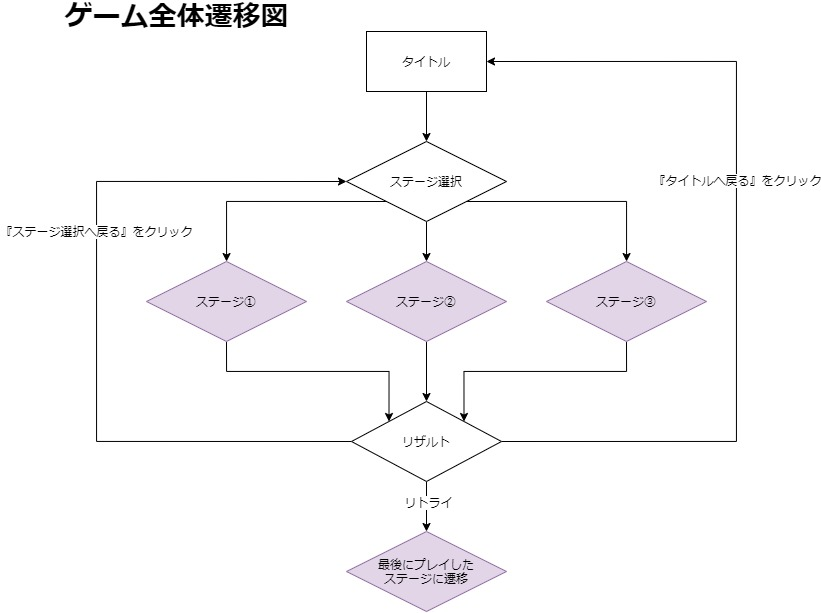 ゲーム全体遷移図
タイトル
ステージ選択
『タイトルへ戻る』をクリック
『ステージ選択へ戻る』をクリック
ステージ①
ステージ②
ステージ③
リザルト
リトライ
最後にプレイした
ステージに遷移